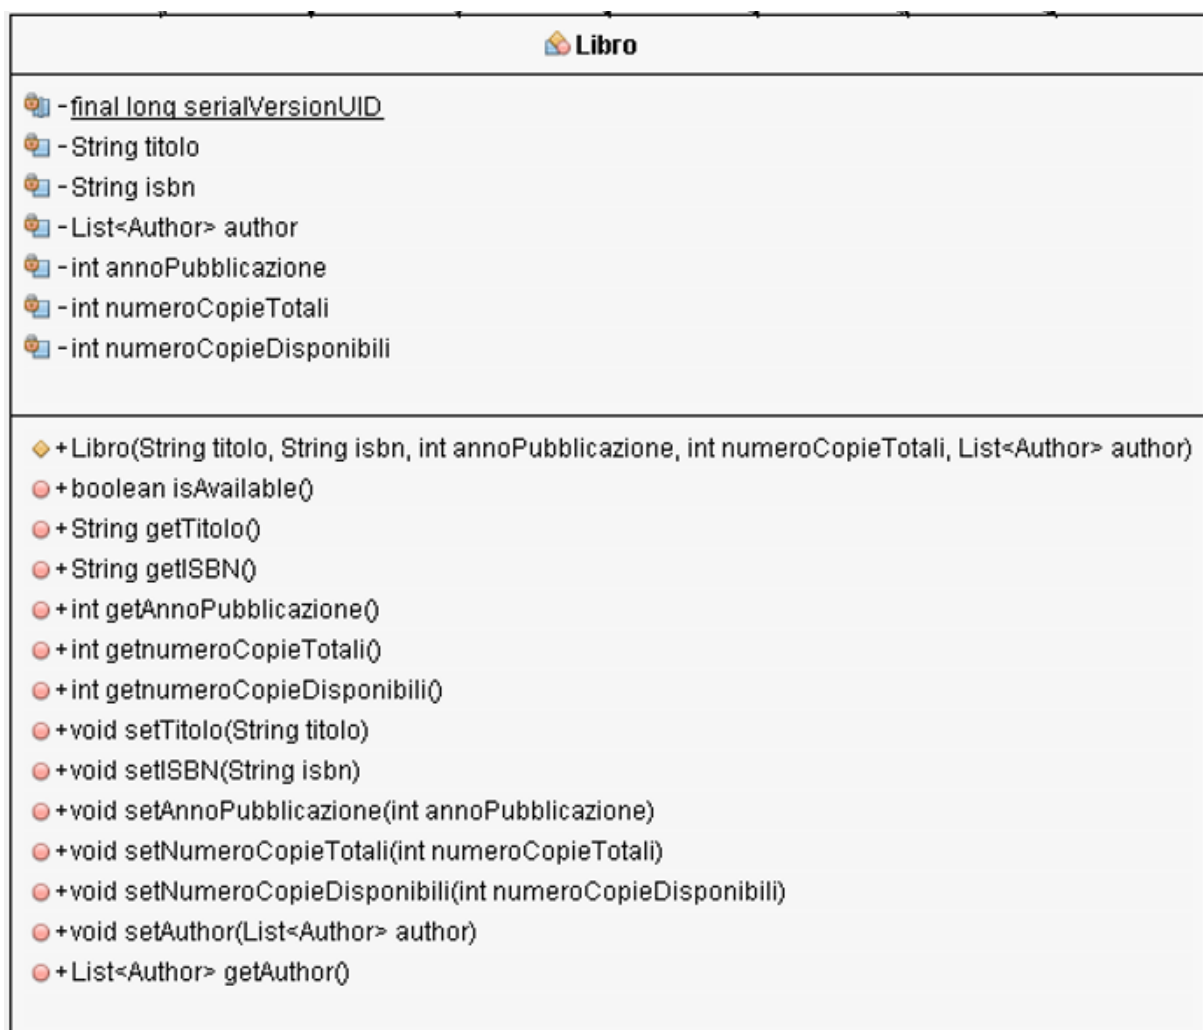 Libro
-final long serialVersionUID
-String titolo
-String isbn
-List<Author> author
-int annoPubblicazione
-int numeroCopieTotali
-int numeroCopieDisponibili
+Libro(String titolo, String isbn, int annoPubblicazione, int numeroCopieTotali, List<Author> author)
+boolean isAvailable()
+String getTitolo()
+String getISBN()
+int getAnnoPubblicazione()
+int getnumeroCopieTotali()
+int getnumeroCopieDisponibili()
+void setTitolo(String titolo)
+void setISBN(String isbn)
+void setAnnoPubblicazione(int annoPubblicazione)
+void setNumeroCopieTotali(int numeroCopieTotali)
+void setNumeroCopieDisponibili(int numeroCopieDisponibili)
+void setAuthor(List<Author> author)
+List<Author> getAuthor()